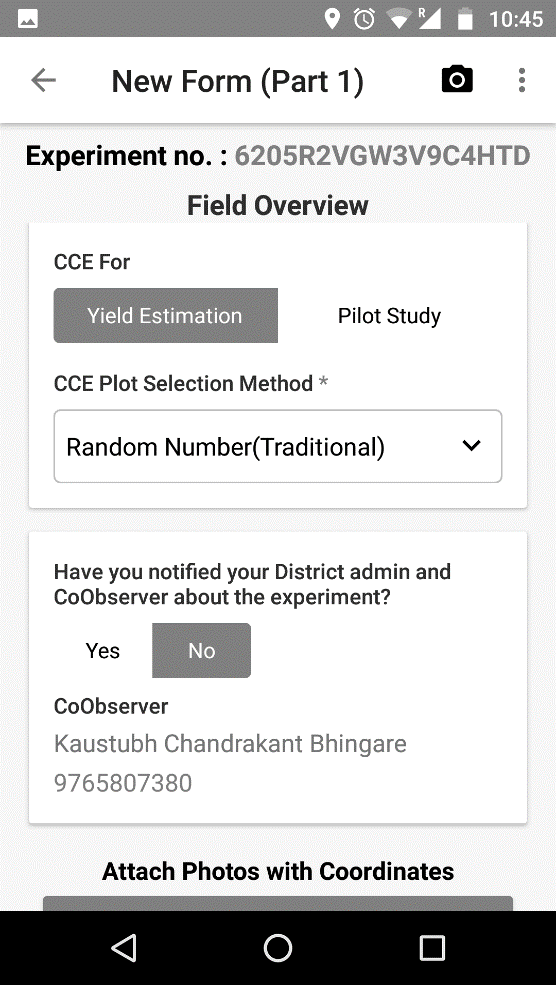 R
10:45
New Form (Part 1)
Experiment no. : 6205R2VGW3V9C4HTD
Field Overview
CCE For
Yield Estimation Pilot Study
CCE Plot Selection Method *
Random Number(Traditional)
Have you notified your District admin and
CoObserver about the experiment?
Yes No
CoObserver
Kaustubh Chandrakant Bhingare
9765807380
Attach Photos with Coordinates